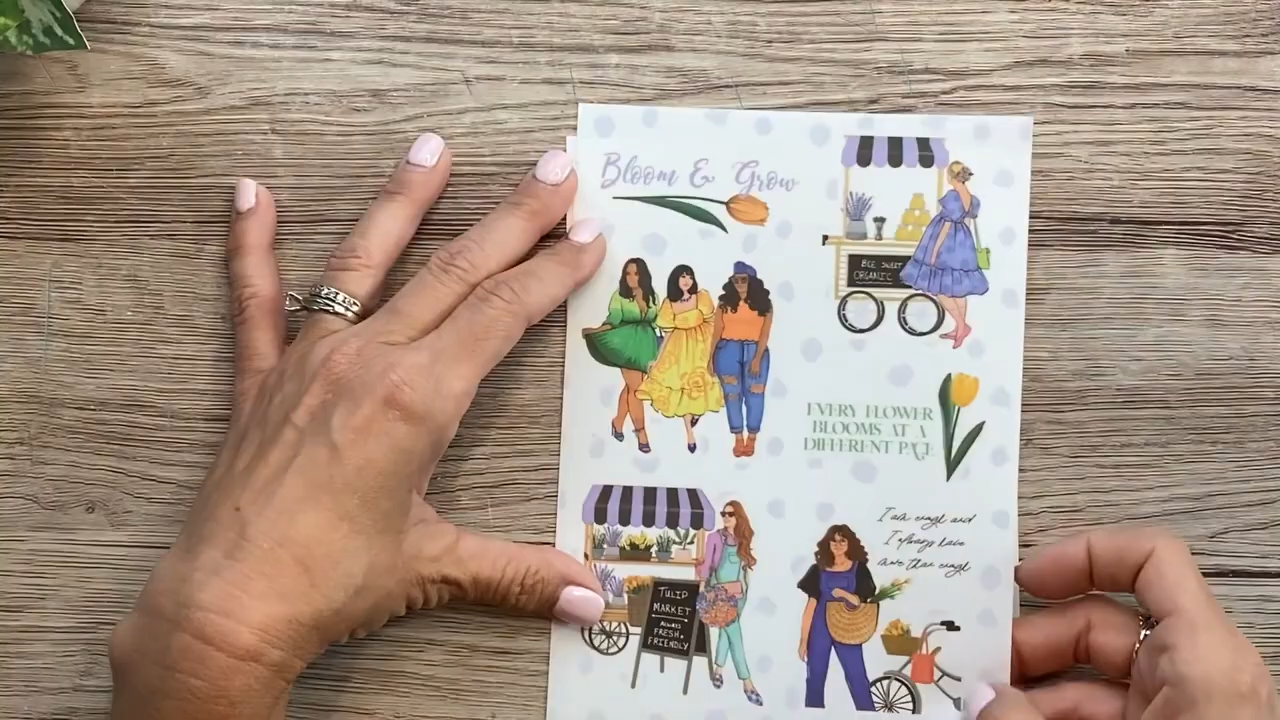 Bloom & Grow
BEE SWEET
ORGANIC
EVERY FLOWER
BLOOMS AT A
DIFFERENT PACE
TULIP
MARKET
ALWAYS
FRESH &
FRIENDLY
I am enough and
I always have
more than enough